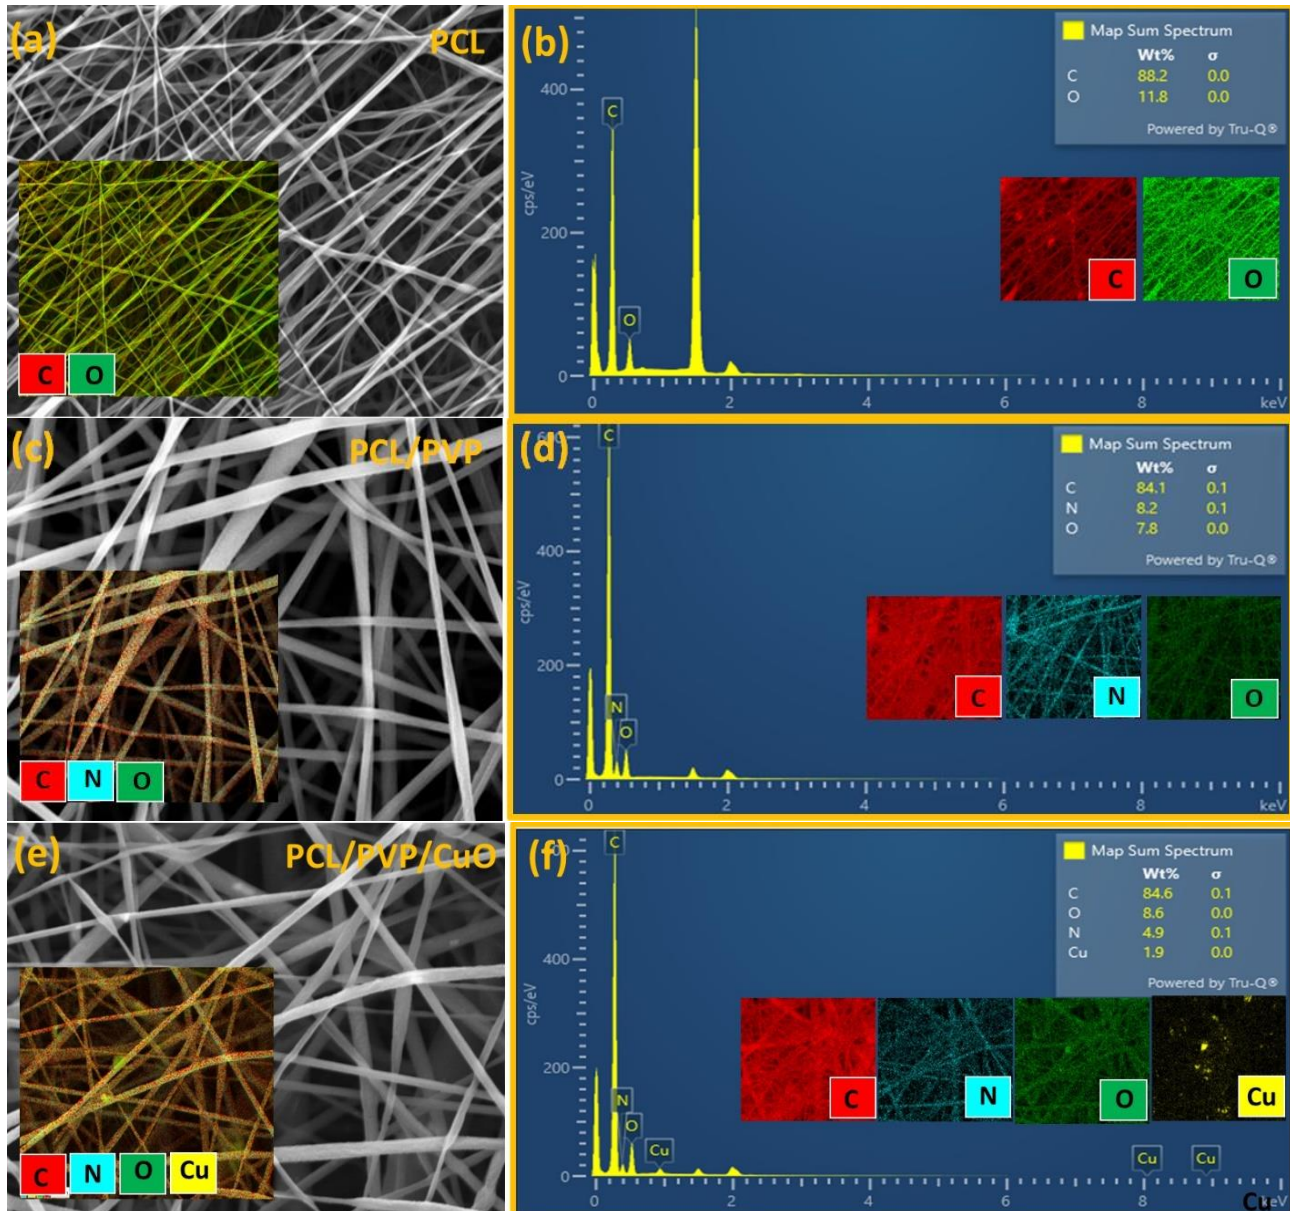 (a)
PCL
C O
(b)
Map Sum Spectrum
Wt% σ
C 88.2 0.0
O 11.8 0.0
Powered by Tru-Q®
400
200
0
cps/eV
C
O
C O
0 2 4 6 8 keV
(c)
PCL/PVP
C N O
(d)
Map Sum Spectrum
Wt% σ
C 84.1 0.1
N 8.2 0.1
O 7.8 0.0
Powered by Tru-Q®
600
400
200
0
cps/eV
C
N
O
C N O
0 2 4 6 8 keV
(e)
PCL/PVP/CuO
C N O Cu
(f)
Map Sum Spectrum
Wt% σ
C 84.6 0.1
O 8.6 0.0
N 4.9 0.1
Cu 1.9 0.0
Powered by Tru-Q®
400
200
0
cps/eV
C
N
O
Cu
C N O Cu
Cu Cu
0 2 4 6 8 keV
Cu